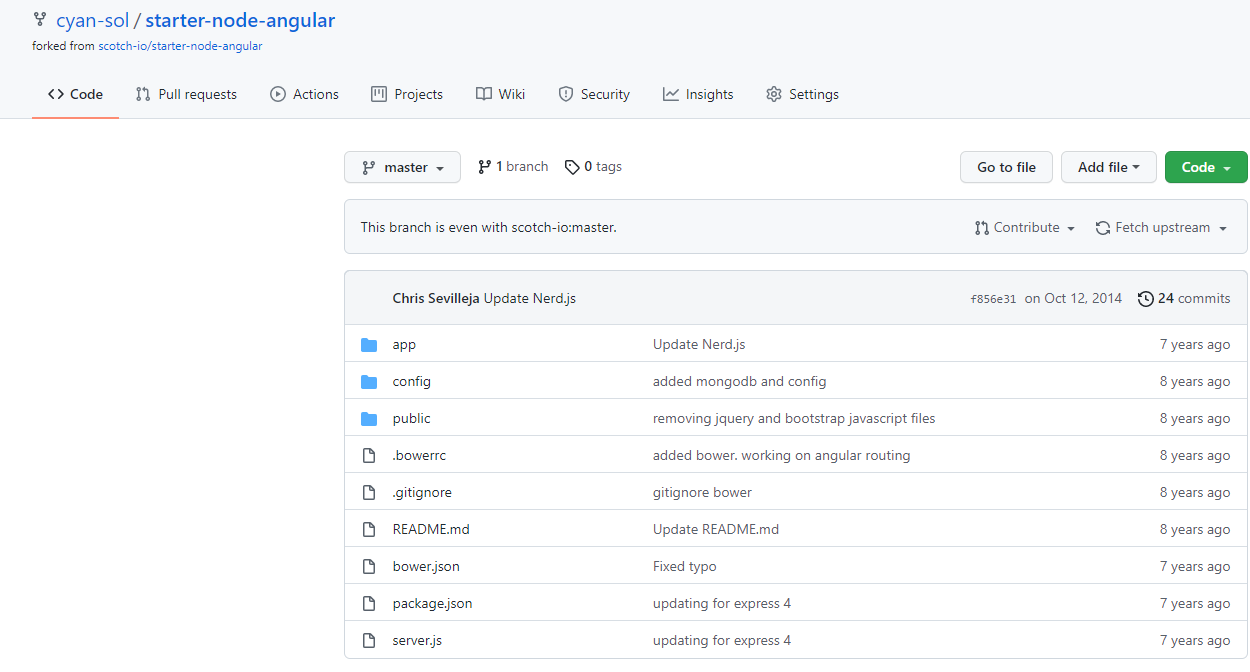 cyan-sol / starter-node-angular
forked from scotch-io/starter-node-angular
Code Pull requests Actions Projects Wiki Security Insights Settings
master 1 branch 0 tags Go to file Add file Code
This branch is even with scotch-io:master. Contribute Fetch upstream
Chris Sevilleja Update Nerd.js f856e31 on Oct 12, 2014 24 commits
app Update Nerd.js 7 years ago
config added mongodb and config 8 years ago
public removing jquery and bootstrap javascript files 8 years ago
.bowerrc added bower. working on angular routing 8 years ago
.gitignore gitignore bower 8 years ago
README.md Update README.md 8 years ago
bower.json Fixed typo 7 years ago
package.json updating for express 4 7 years ago
server.js updating for express 4 7 years ago